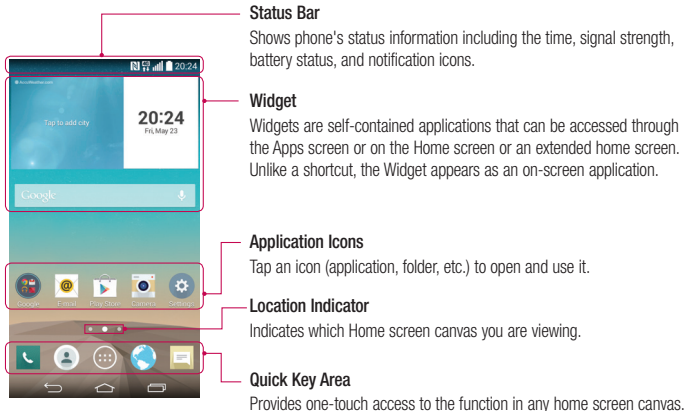 Status Bar
Shows phone's status information including the time, signal strength,
battery status, and notification icons.
20:24
AccuWeather.com
Tap to add city
20:24
Fri, May 23
Google
Widget
Widgets are self-contained applications that can be accessed through
the Apps screen or on the Home screen or an extended home screen.
Unlike a shortcut, the Widget appears as an on-screen application.
Application Icons
Tap an icon (application, folder, etc.) to open and use it.
Google Email Play Store Camera Settings
Location Indicator
Indicates which Home screen canvas you are viewing.
Quick Key Area
Provides one-touch access to the function in any home screen canvas.